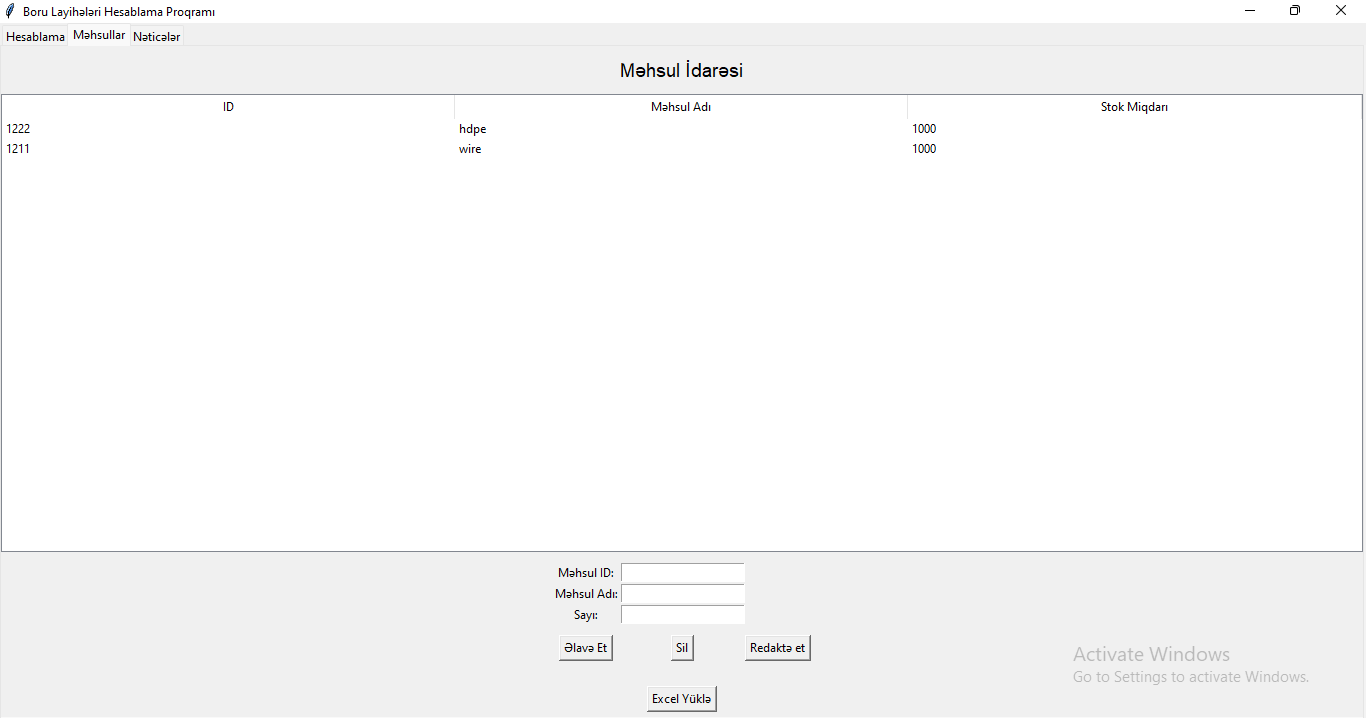 Boru Layihələri Hesablama Proqramı
Hesablama Məhsullar Nəticələr
Məhsul İdarəsi
ID Məhsul Adı Stok Miqdarı
1222 hdpe 1000
1211 wire 1000
Məhsul ID:
Məhsul Adı:
Sayı:
Əlavə Et Sil Redaktə et
Excel Yüklə
Activate Windows
Go to Settings to activate Windows.